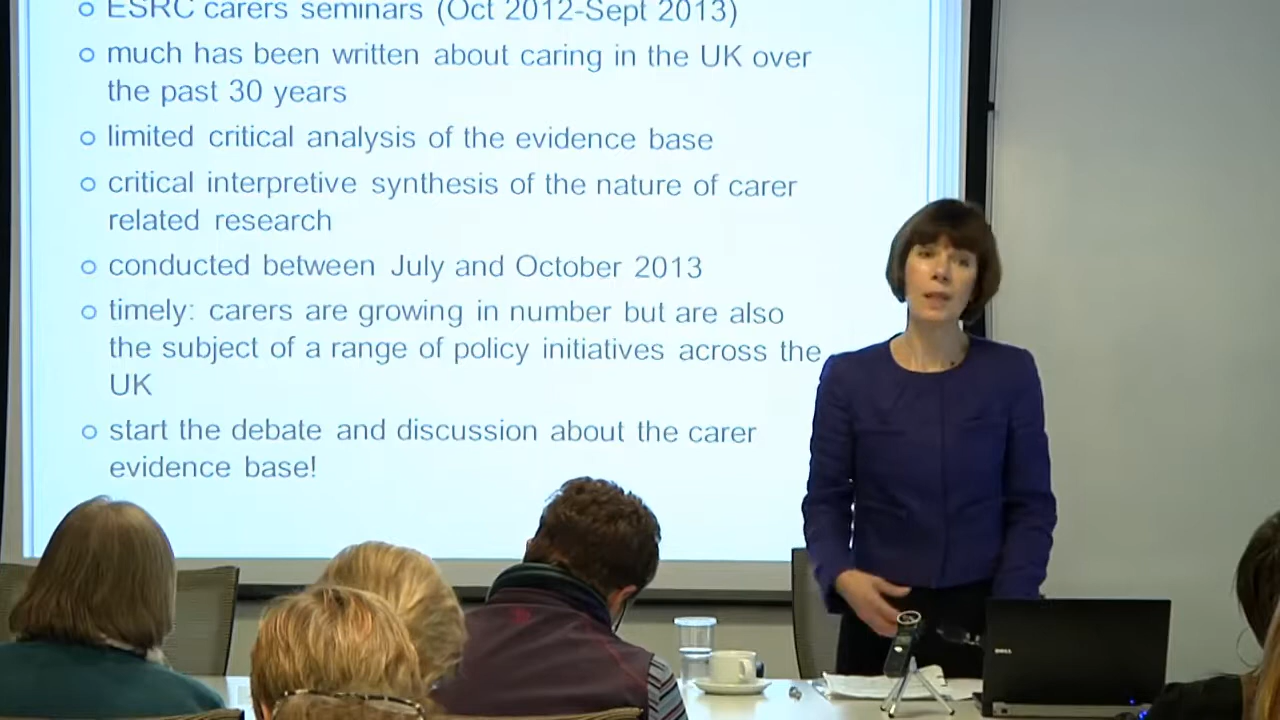 ESRC carers seminars (Oct 2012-Sept 2013)
much has been written about caring in the UK over
the past 30 years
limited critical analysis of the evidence base
critical interpretive synthesis of the nature of carer
related research
conducted between July and October 2013
timely: carers are growing in number but are also
the subject of a range of policy initiatives across the
UK
start the debate and discussion about the carer
evidence base!
DELL